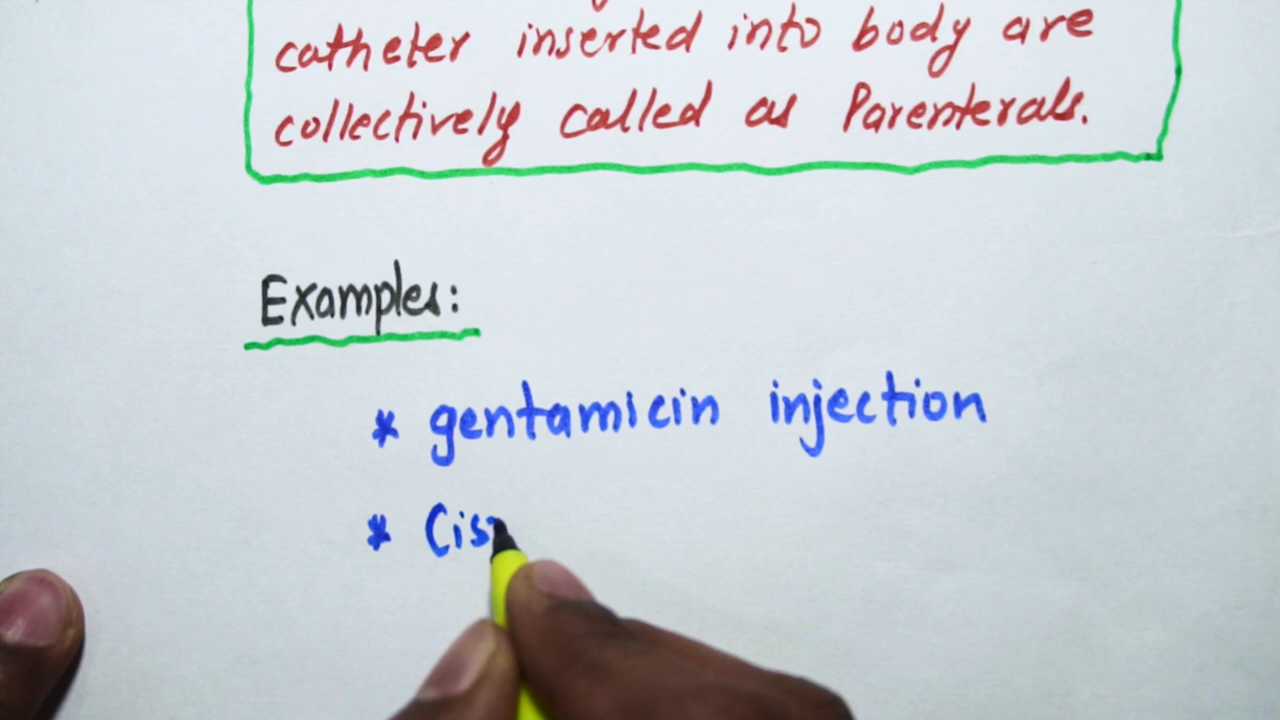 catheter inserted into body are
collectively called as Parenterals.
Examples:
* gentamicin injection
* Cis